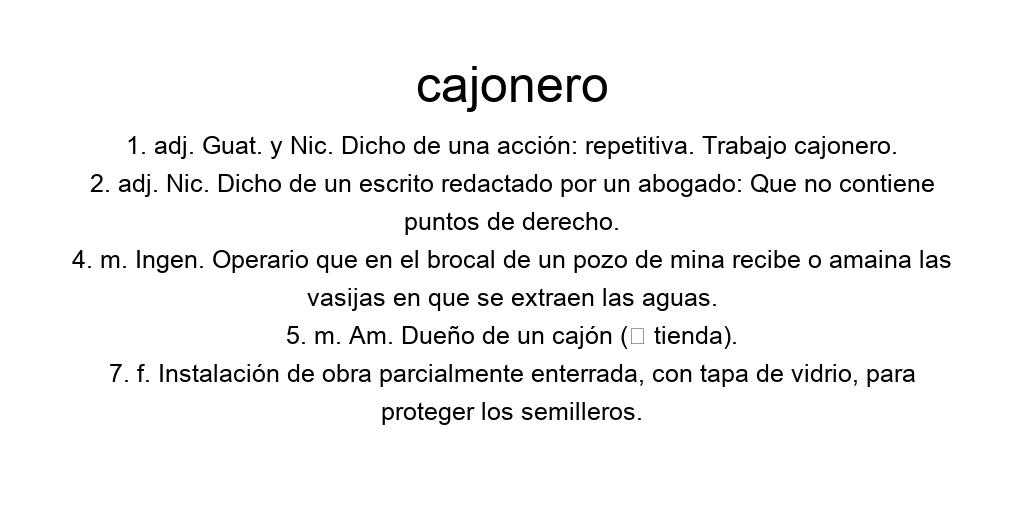 cajonero
1. adj. Guat. y Nic. Dicho de una acción: repetitiva. Trabajo cajonero.
2. adj. Nic. Dicho de un escrito redactado por un abogado: Que no contiene
puntos de derecho.
4. m. Ingen. Operario que en el brocal de un pozo de mina recibe o amaina las
vasijas en que se extraen las aguas.
5. m. Am. Dueño de un cajón (▯ tienda).
7. f. Instalación de obra parcialmente enterrada, con tapa de vidrio, para
proteger los semilleros.